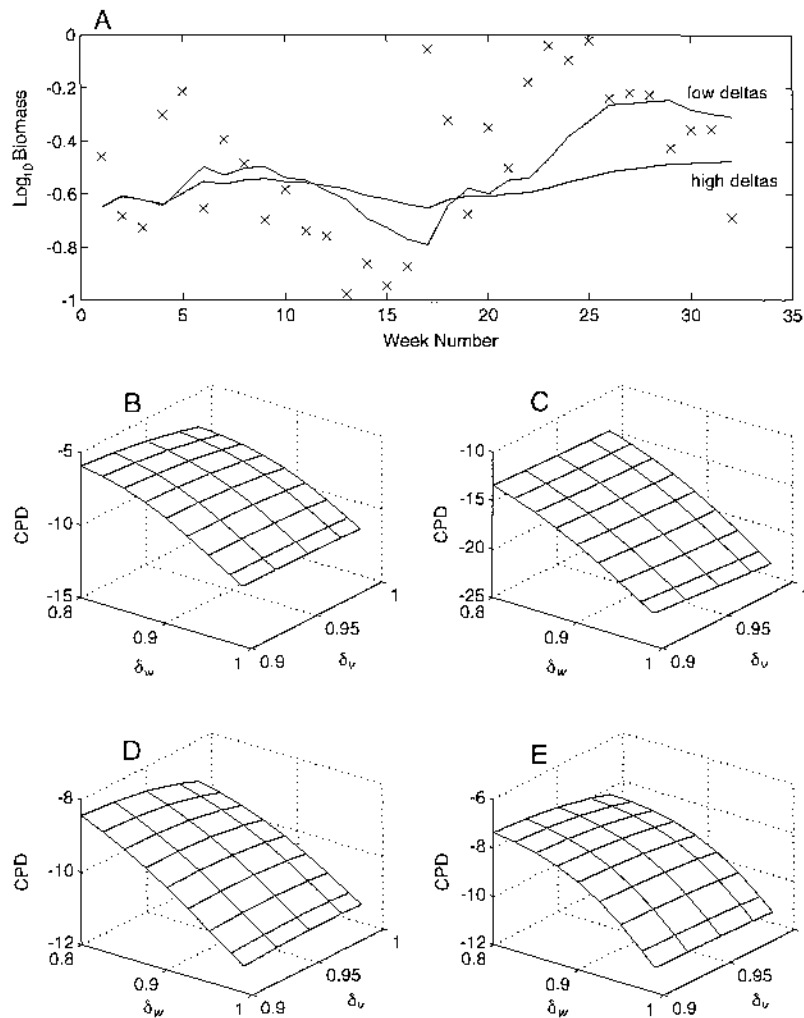 A
0
-0.2
-0.4
-0.6
-0.8
-1
Log10 Biomass
low deltas
high deltas
0 5 10 15 20 25 30 35
Week Number
B
-5
-10
-15
CPD
0.8 0.9 1
δw
0.9 0.95 1
δv
C
-10
-15
-20
-25
CPD
0.8 0.9 1
δw
0.9 0.95
δv
D
-8
-10
-12
CPD
0.8 0.9 1
δw
0.9 0.95 1
δv
E
-6
-8
-10
-12
CPD
0.8 0.9 1
δw
0.9 0.95
δv